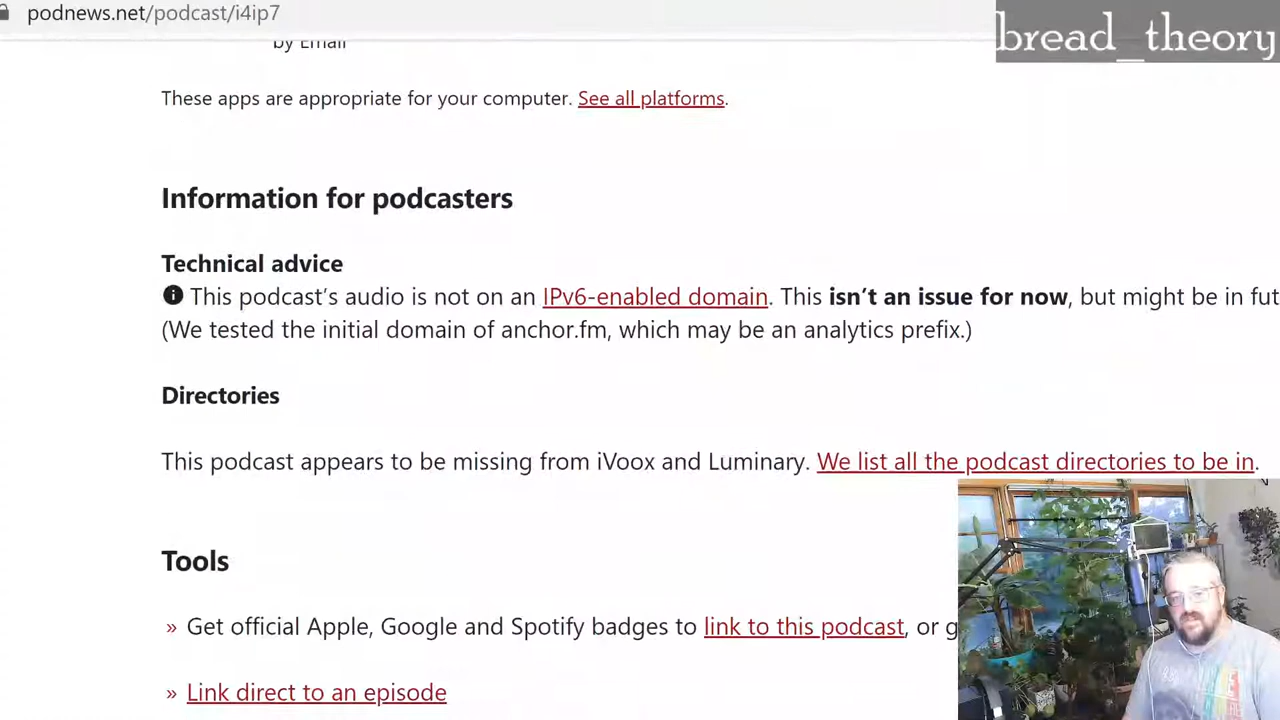 podnews.net/podcast/i4ip7
bread_theory
by Email
These apps are appropriate for your computer. See all platforms.
Information for podcasters
Technical advice
This podcast’s audio is not on an IPv6-enabled domain. This isn’t an issue for now, but might be in fut
(We tested the initial domain of anchor.fm, which may be an analytics prefix.)
Directories
This podcast appears to be missing from iVoox and Luminary. We list all the podcast directories to be in.
Tools
» Get official Apple, Google and Spotify badges to link to this podcast, or g
» Link direct to an episode